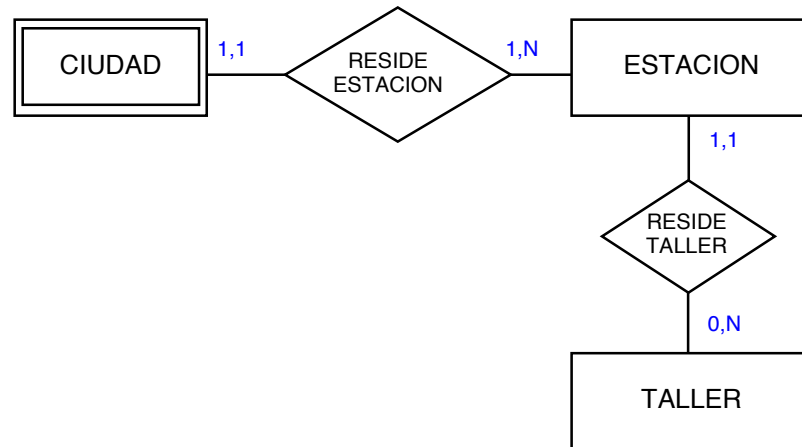 CIUDAD
1,1
RESIDE
ESTACION
1,N
ESTACION
1,1
RESIDE
TALLER
0,N
TALLER